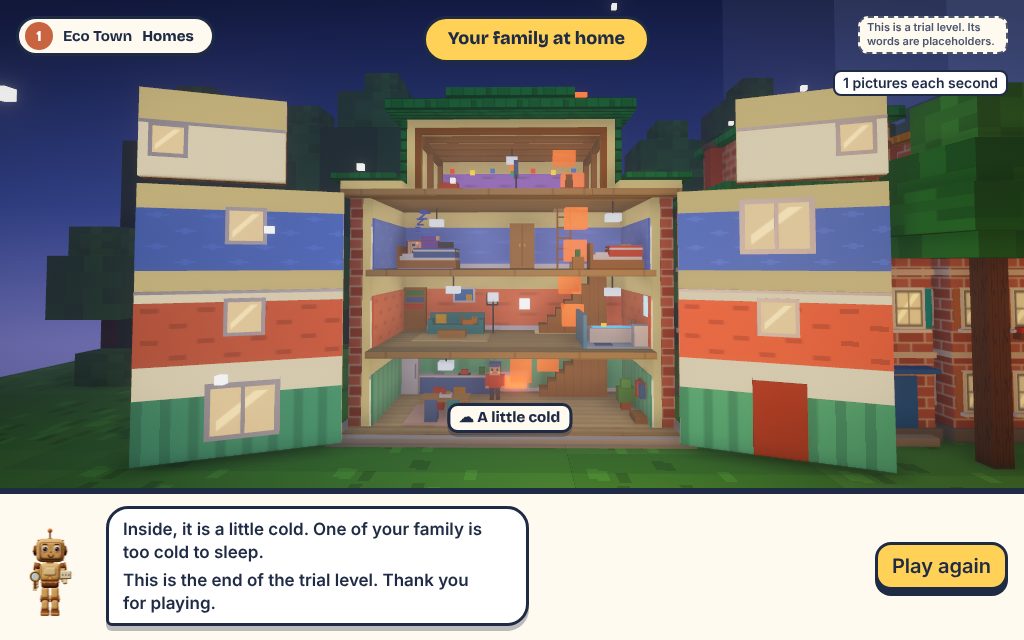 1 Eco Town Homes
Your family at home
This is a trial level. Its
words are placeholders.
1 pictures each second
☁ A little cold
Inside, it is a little cold. One of your family is
too cold to sleep.
This is the end of the trial level. Thank you
for playing.
Play again